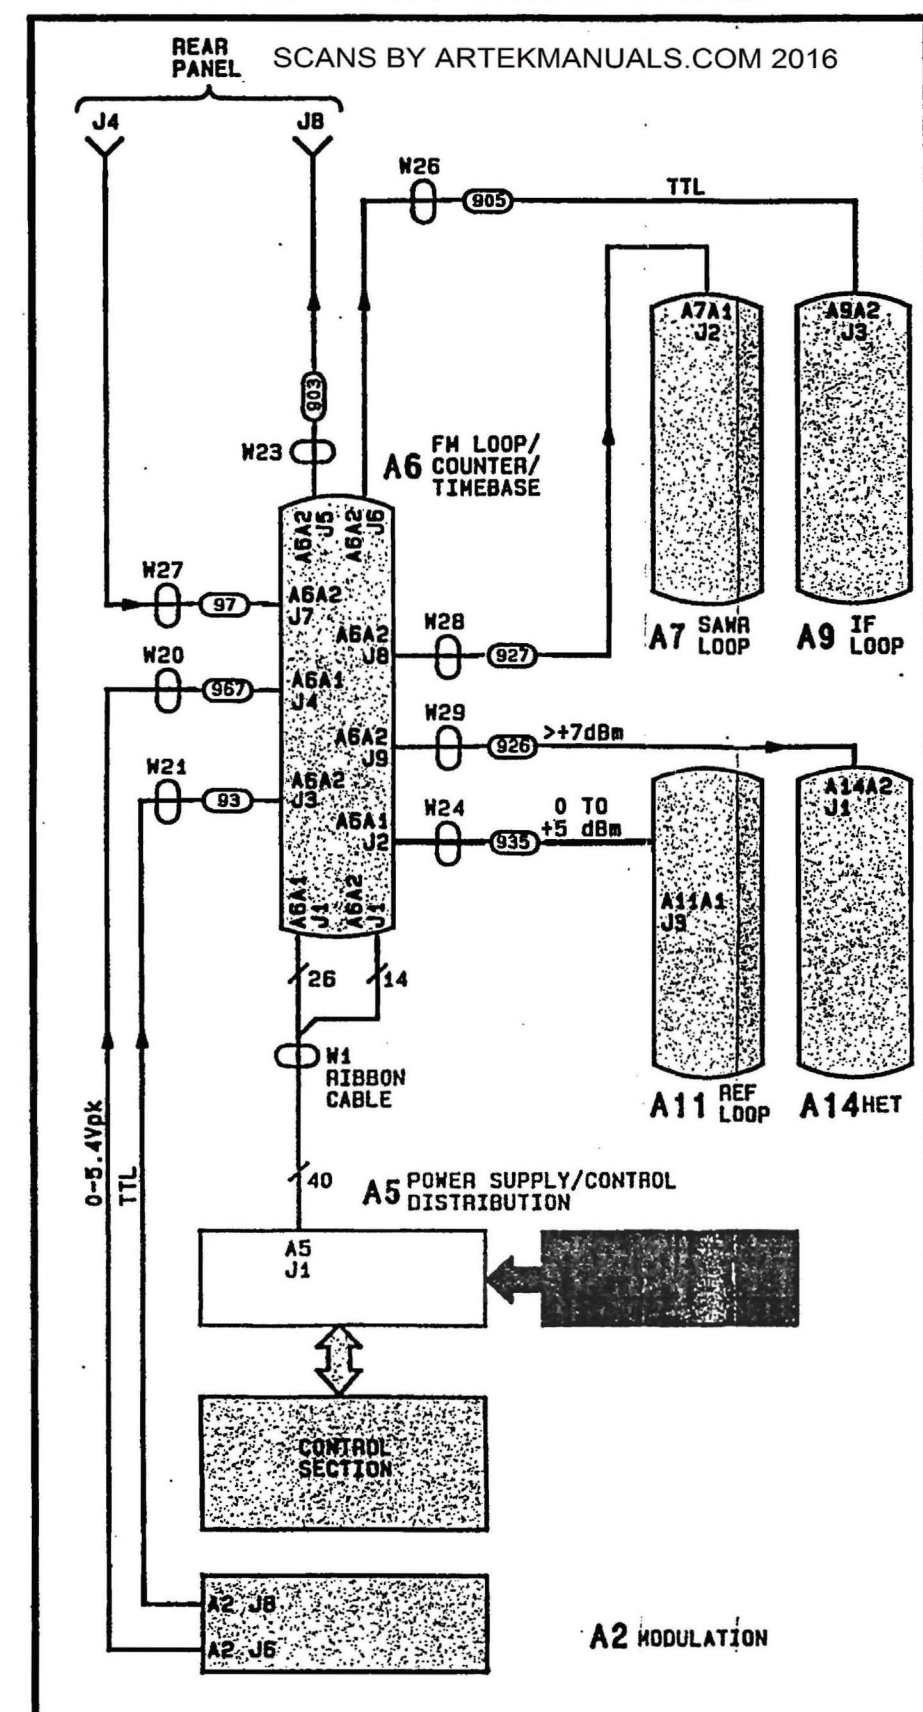 SCANS BY ARTEKMANUALS.COM 2016
REAR
PANEL
J4
J8
W26
905
TTL
A7A1
J2
A9A2
J3
903
W23
A6 FM LOOP/
COUNTER/
TIMEBASE
A6A2
J5
A6A2
J6
W27
97
A6A2
J7
A6A2
J8
W28
927
A7 SAWR
LOOP
A9 IF
LOOP
W20
967
A6A1
J4
A6A2
J9
W29
926
>+7dBm
W21
93
A6A2
J3
A6A1
J2
W24
935
0 TO
+5 dBm
A14A2
J1
A11A1
J3
A6A1
J1
A6A2
J1
26
14
W1
RIBBON
CABLE
A11 REF
LOOP
A14 HET
0-5.4Vpk
TTL
40
A5 POWER SUPPLY/CONTROL
DISTRIBUTION
A5
J1
CONTROL
SECTION
A2 J8
A2 J6
A2 MODULATION